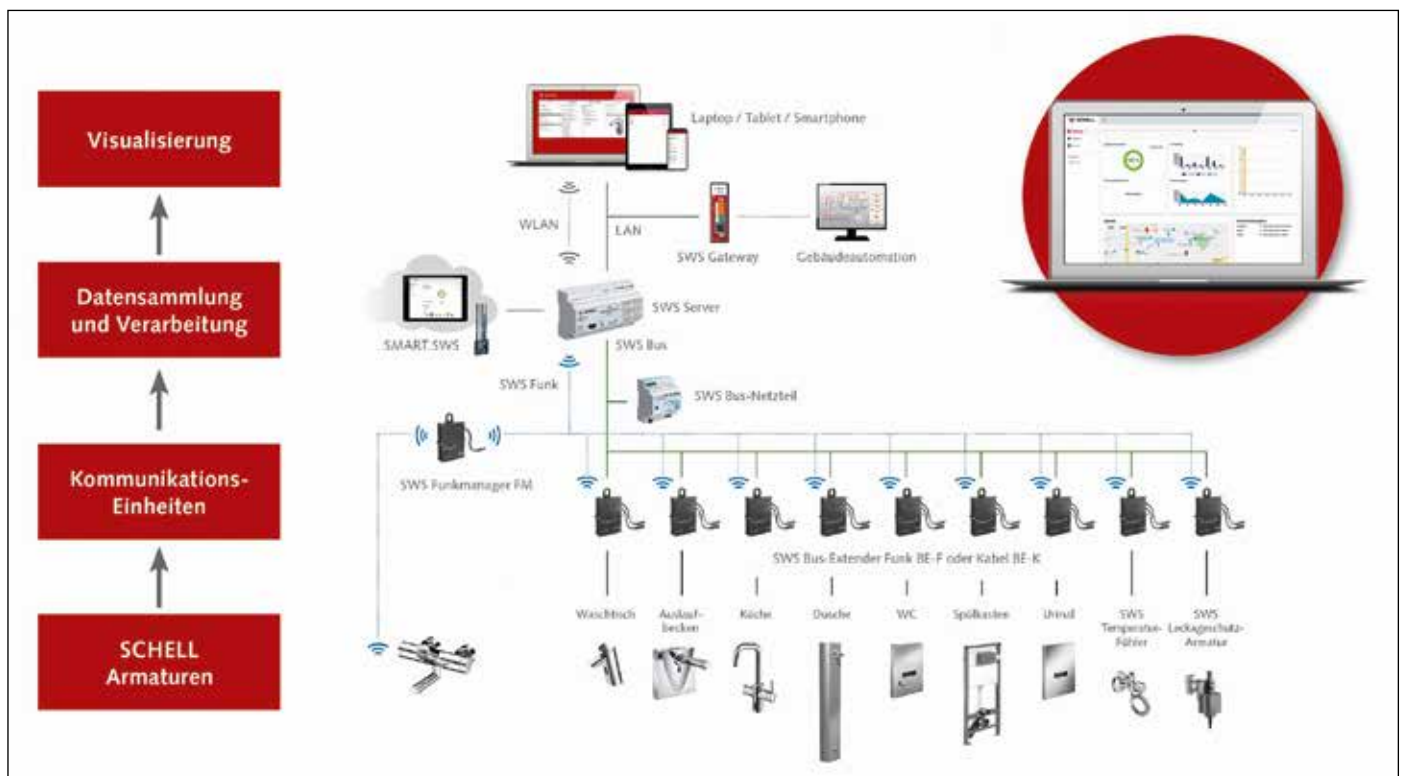 Visualisierung
Datensammlung
und Verarbeitung
Kommunikations-
Einheiten
SCHELL
Armaturen
Laptop / Tablet / Smartphone
WLAN
LAN
SWS Gateway
Gebäudeautomation
SMART.SWS
SWS Server
SWS Bus
SWS Funk
SWS Bus-Netzteil
SWS Funkmanager FM
SWS Bus-Extender Funk BE-F oder Kabel BE-K
Waschtisch
Auslauf-
becken
Küche
Dusche
WC
Spülkasten
Urinal
SWS
Temperatur-
Fühler
SWS
Leckageschutz-
Armatur
SCHELL